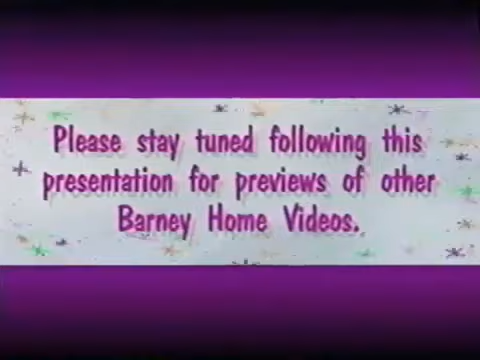 Please stay tuned following this
presentation for previews of other
Barney Home Videos.